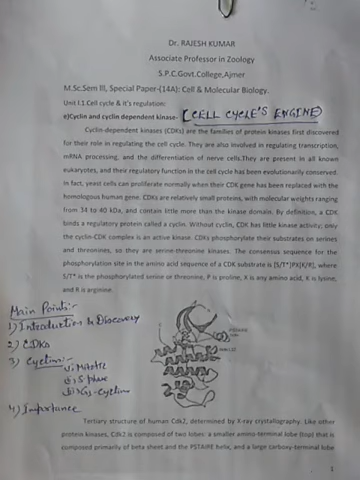 Dr. RAJESH KUMAR
Associate Professor in Zoology
S.P.C.Govt.College,Ajmer
M.Sc.Sem III, Special Paper-(14A): Cell & Molecular Biology.
Unit I.1.Cell cycle & it's regulation:
e)Cyclin and cyclin dependent kinase- [CELL CYCLE'S ENGINE]
Cyclin-dependent kinases (CDKs) are the families of protein kinases first discovered
for their role in regulating the cell cycle. They are also involved in regulating transcription,
mRNA processing, and the differentiation of nerve cells.They are present in all known
eukaryotes, and their regulatory function in the cell cycle has been evolutionarily conserved.
In fact, yeast cells can proliferate normally when their CDK gene has been replaced with the
homologous human gene. CDKs are relatively small proteins, with molecular weights ranging
from 34 to 40 kDa, and contain little more than the kinase domain. By definition, a CDK
binds a regulatory protein called a cyclin. Without cyclin, CDK has little kinase activity; only
the cyclin-CDK complex is an active kinase. CDKs phosphorylate their substrates on serines
and threonines, so they are serine-threonine kinases. The consensus sequence for the
phosphorylation site in the amino acid sequence of a CDK substrate is [S/T*]PX[K/R], where
S/T* is the phosphorylated serine or threonine, P is proline, X is any amino acid, K is lysine,
and R is arginine.
Main Points:-
1) Introduction & Discovery
2) CDKs
3) Cyclins:-
i) Mitotic
ii) S phase
iii) G1-Cyclins
4) Importance
Tertiary structure of human Cdk2, determined by X-ray crystallography. Like other
protein kinases, Cdk2 is composed of two lobes: a smaller amino-terminal lobe (top) that is
composed primarily of beta sheet and the PSTAIRE helix, and a large carboxy-terminal lobe
1